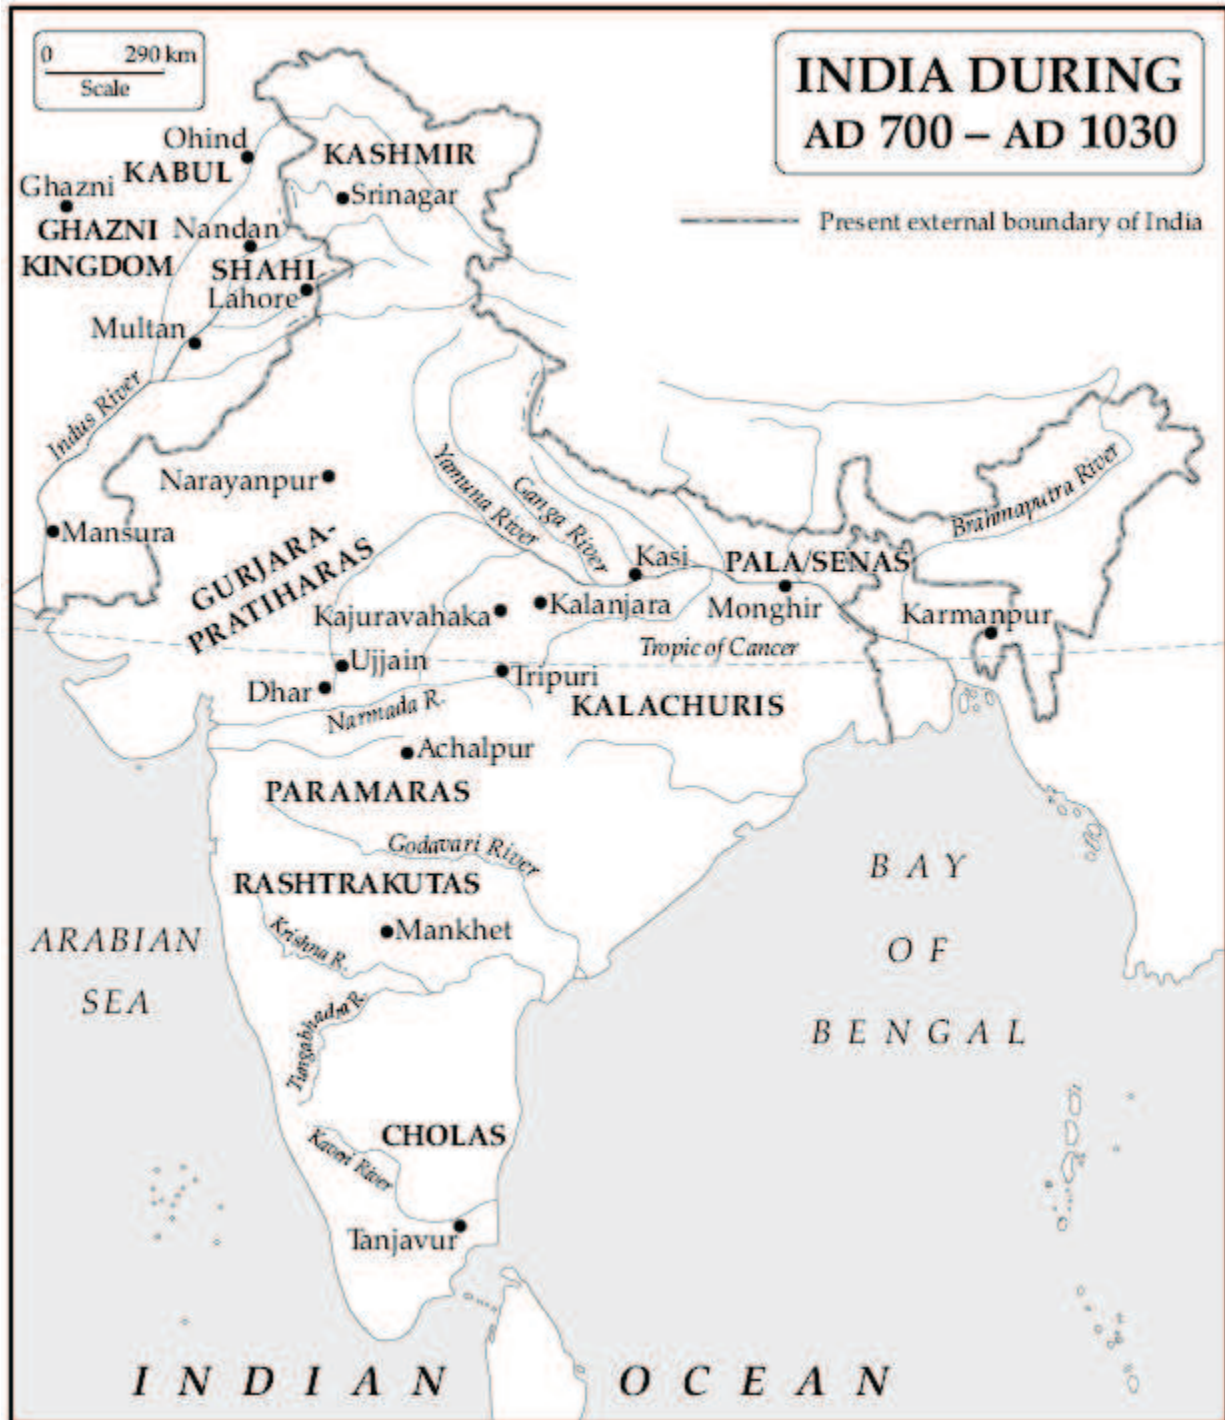 0 290 km
Scale
INDIA DURING
AD 700 – AD 1030
Present external boundary of India
Ohind
KABUL
KASHMIR
Ghazni
Srinagar
GHAZNI
KINGDOM
Nandan
SHAHI
Lahore
Multan
Indus River
Narayanpur
Yamuna River
Ganga River
Brahmaputra River
Mansura
GURJARA-
PRATIHARAS
Kasi
PALA/SENAS
Kajuravahaka
Kalanjara
Monghir
Karmanpur
Tropic of Cancer
Ujjain
Dhar
Tripuri
Narmada R.
KALACHURIS
Achalpur
PARAMARAS
Godavari River
RASHTRAKUTAS
Mankhet
Krishna R.
Tungabhadra R.
ARABIAN
SEA
BAY
OF
BENGAL
CHOLAS
Kaveri River
Tanjavur
INDIAN OCEAN